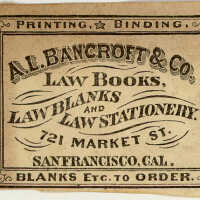 PRINTING, ★ BINDING.
A.L. BANCROFT & CO.
LAW BOOKS,
LAW BLANKS
AND
LAW STATIONERY.
721 MARKET ST.
SAN FRANCISCO, CAL.
BLANKS ETC. TO ORDER.